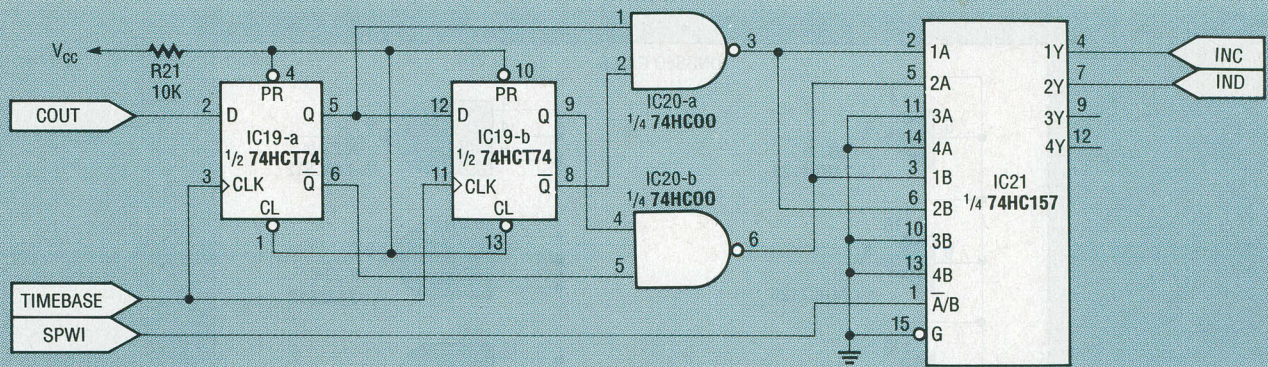 VCC
R21
10K
COUT
2
D
4
PR
Q
5
IC19-a
1/2 74HCT74
3
CLK
Q̅
6
CL
1
12
D
10
PR
Q
9
IC19-b
1/2 74HCT74
11
CLK
Q̅
8
CL
13
TIMEBASE
SPWI
1
2
3
IC20-a
1/4 74HC00
IC20-b
1/4 74HC00
4
5
6
2
1A
5
2A
11
3A
14
4A
3
1B
6
2B
10
3B
13
4B
1
A̅/B
15
G
IC21
1/4 74HC157
1Y
4
2Y
7
3Y
9
4Y
12
INC
IND